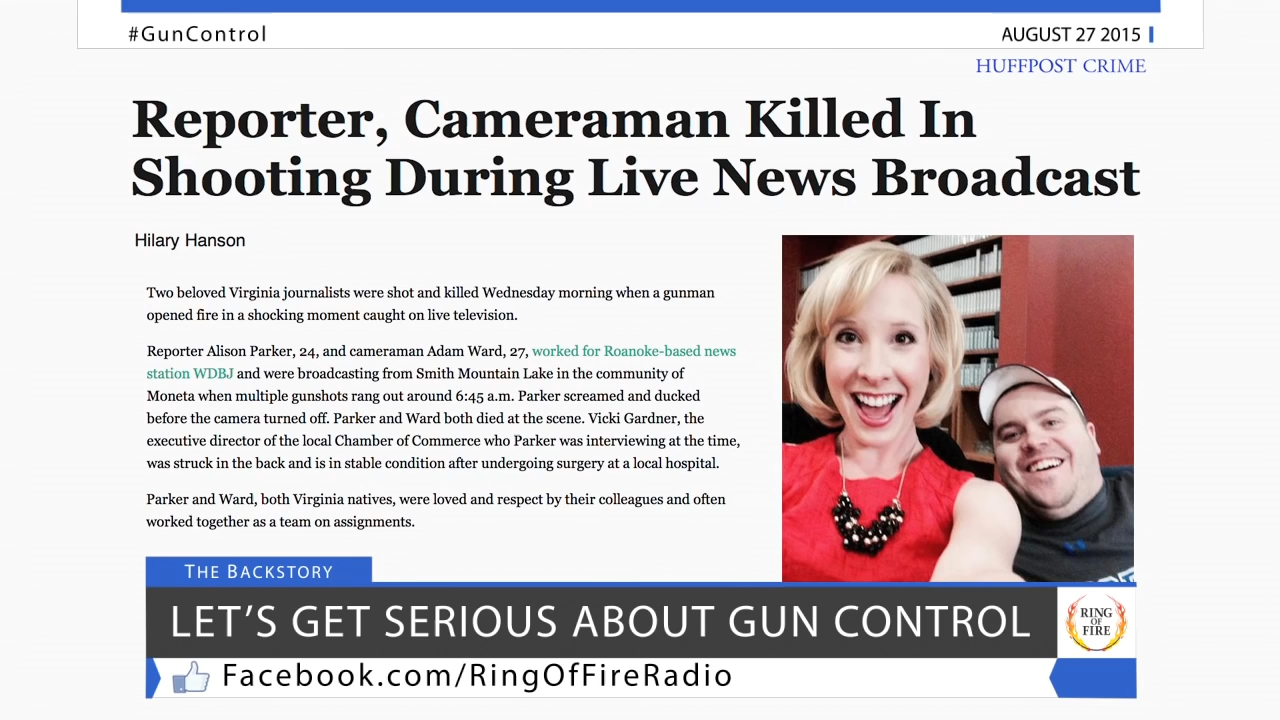 #GunControl
AUGUST 27 2015
HUFFPOST CRIME
Reporter, Cameraman Killed In
Shooting During Live News Broadcast
Hilary Hanson
Two beloved Virginia journalists were shot and killed Wednesday morning when a gunman
opened fire in a shocking moment caught on live television.
Reporter Alison Parker, 24, and cameraman Adam Ward, 27, worked for Roanoke-based news
station WDBJ and were broadcasting from Smith Mountain Lake in the community of
Moneta when multiple gunshots rang out around 6:45 a.m. Parker screamed and ducked
before the camera turned off. Parker and Ward both died at the scene. Vicki Gardner, the
executive director of the local Chamber of Commerce who Parker was interviewing at the time,
was struck in the back and is in stable condition after undergoing surgery at a local hospital.
Parker and Ward, both Virginia natives, were loved and respect by their colleagues and often
worked together as a team on assignments.
THE BACKSTORY
LET'S GET SERIOUS ABOUT GUN CONTROL
RING
OF
FIRE
Facebook.com/RingOfFireRadio